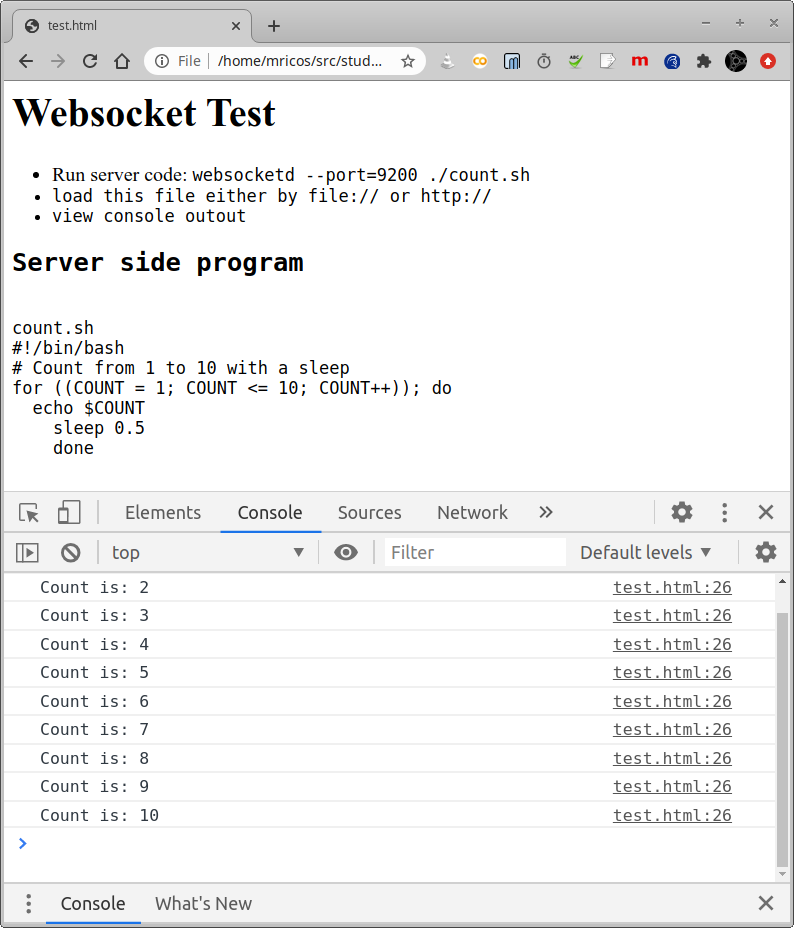 test.html
File /home/mricos/src/stud...
Websocket Test
Run server code: websocketd --port=9200 ./count.sh
load this file either by file:// or http://
view console outout
Server side program
count.sh
#!/bin/bash
# Count from 1 to 10 with a sleep
for ((COUNT = 1; COUNT <= 10; COUNT++)); do
  echo $COUNT
    sleep 0.5
    done
Elements Console Sources Network
top Filter Default levels
Count is: 2 test.html:26
Count is: 3 test.html:26
Count is: 4 test.html:26
Count is: 5 test.html:26
Count is: 6 test.html:26
Count is: 7 test.html:26
Count is: 8 test.html:26
Count is: 9 test.html:26
Count is: 10 test.html:26
Console What's New